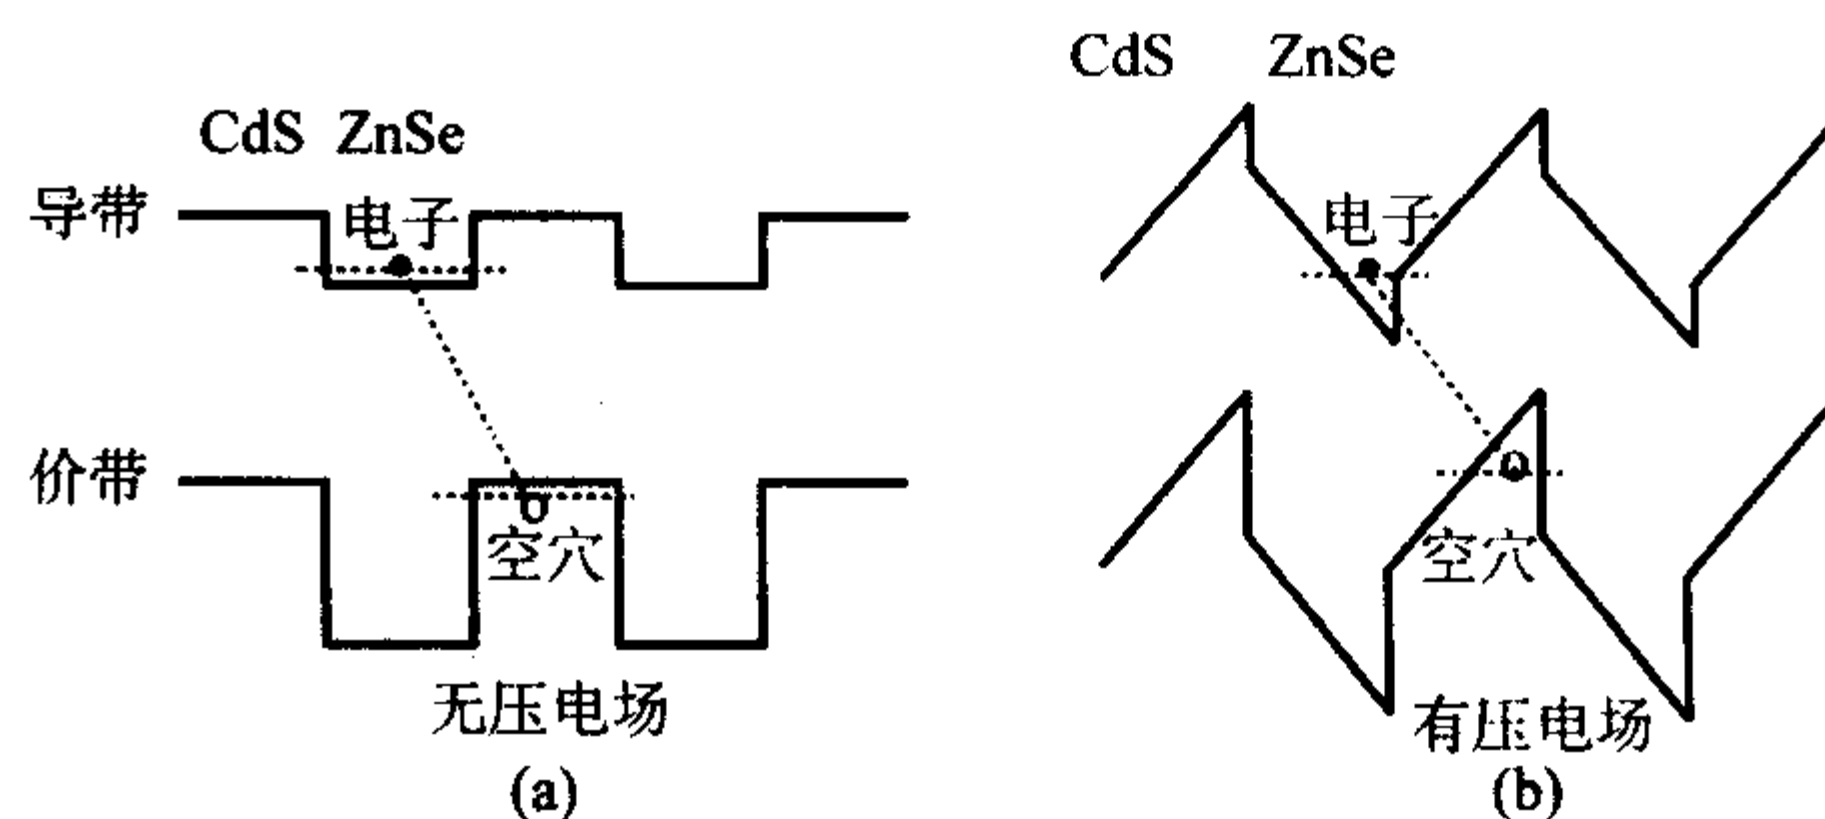 CdS ZnSe
导带
电子
价带
空穴
无压电场
(a)
CdS ZnSe
电子
空穴
有压电场
(b)